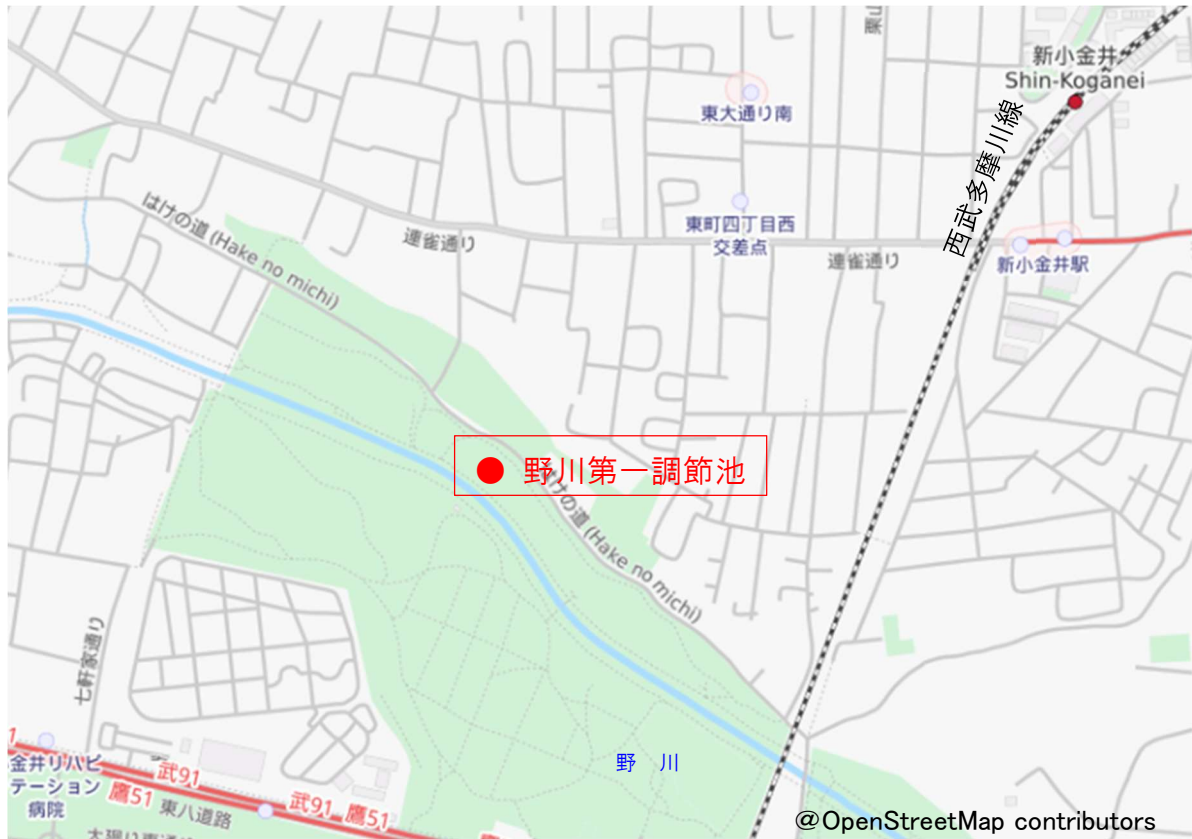 新小金井
Shin-Koganei
東大通り南
西武多摩川線
はけの道 (Hake no michi)
東町四丁目西
交差点
連雀通り
連雀通り
新小金井駅
野川第一調節池
はけの道 (Hake no michi)
七軒家通り
野 川
金井リハビ
テーション
病院
武91
鷹51
東八道路
武91 鷹51
@OpenStreetMap contributors